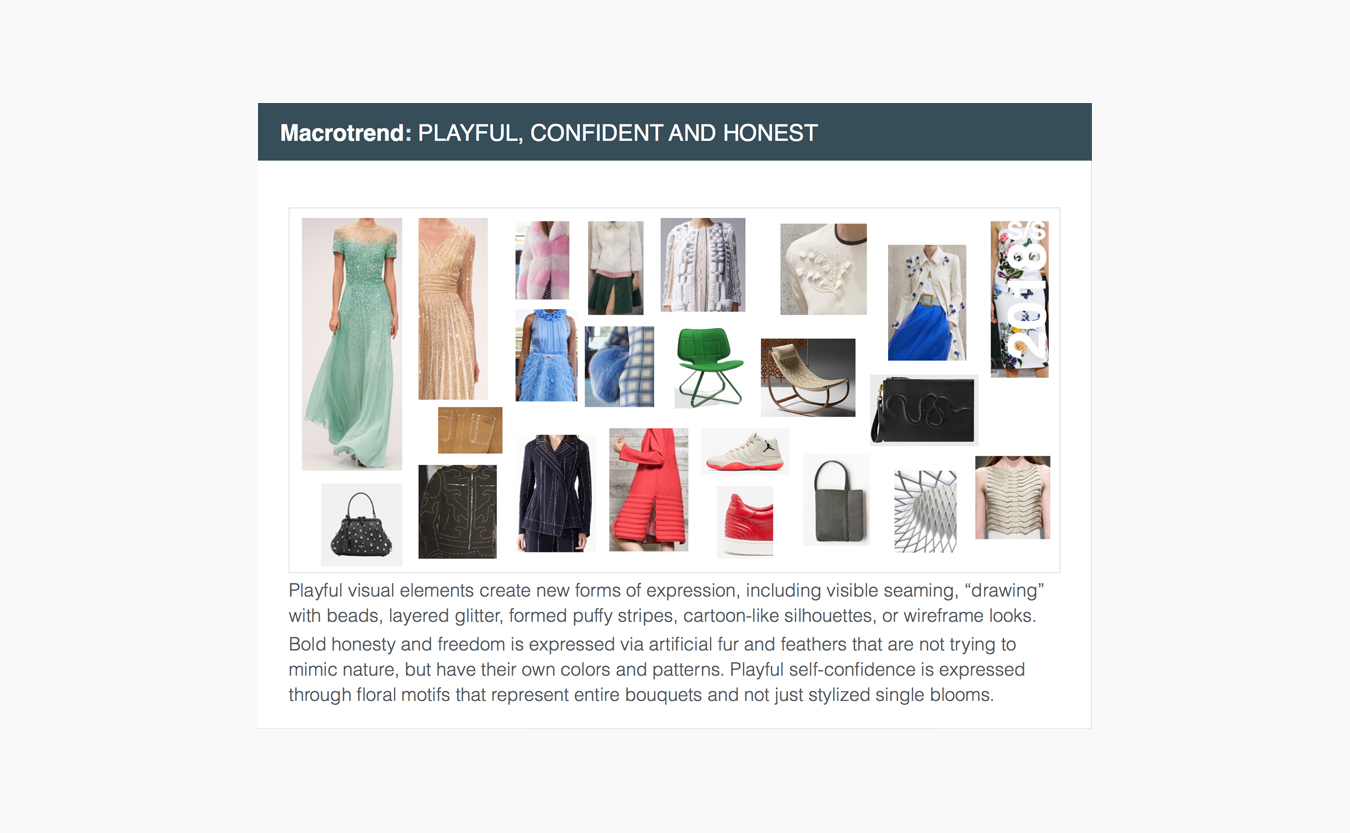 Macrotrend: PLAYFUL, CONFIDENT AND HONEST
S/S
2018
Playful visual elements create new forms of expression, including visible seaming, “drawing”
with beads, layered glitter, formed puffy stripes, cartoon-like silhouettes, or wireframe looks.
Bold honesty and freedom is expressed via artificial fur and feathers that are not trying to
mimic nature, but have their own colors and patterns. Playful self-confidence is expressed
through floral motifs that represent entire bouquets and not just stylized single blooms.